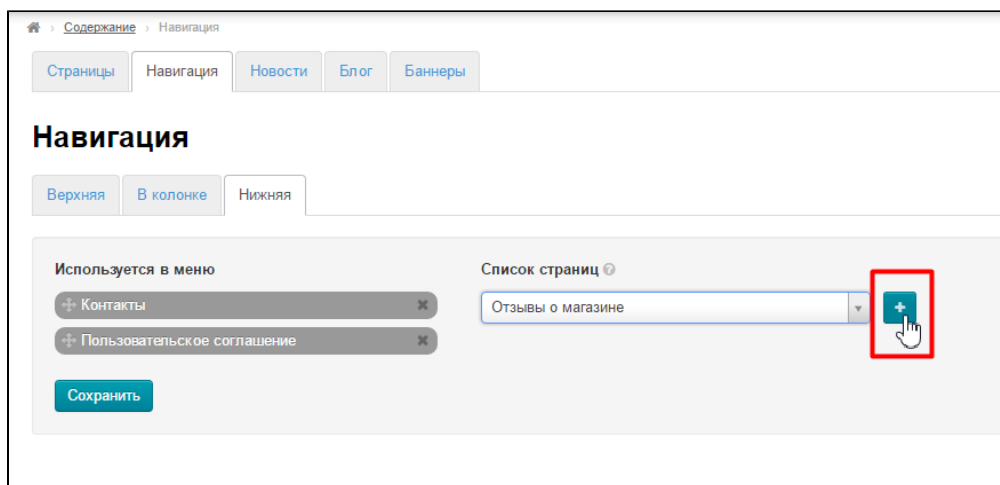 Содержание › Навигация
Страницы Навигация Новости Блог Баннеры
Навигация
Верхняя В колонке Нижняя
Используется в меню Список страниц ?
Контакты Отзывы о магазине +
Пользовательское соглашение
Сохранить